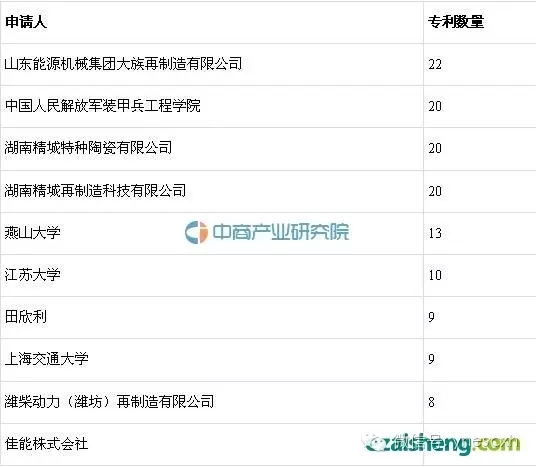 申请人 专利数量
山东能源机械集团大族再制造有限公司 22
中国人民解放军装甲兵工程学院 20
湖南精城特种陶瓷有限公司 20
湖南精城再制造科技有限公司 20
燕山大学 13
中商产业研究院
江苏大学 10
田欣利 9
上海交通大学 9
潍柴动力（潍坊）再制造有限公司 8
佳能株式会社
zaisheng.com